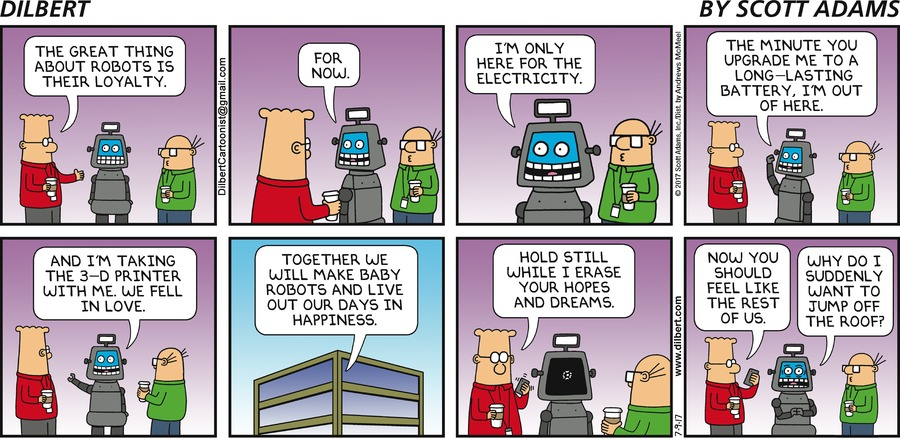 DILBERT
BY SCOTT ADAMS
THE GREAT THING
ABOUT ROBOTS IS
THEIR LOYALTY.
DilbertCartoonist@gmail.com
FOR
NOW.
I'M ONLY
HERE FOR THE
ELECTRICITY.
© 2017 Scott Adams, Inc./Dist. by Andrews McMeel
THE MINUTE YOU
UPGRADE ME TO A
LONG-LASTING
BATTERY, I'M OUT
OF HERE.
AND I'M TAKING
THE 3-D PRINTER
WITH ME. WE FELL
IN LOVE.
TOGETHER WE
WILL MAKE BABY
ROBOTS AND LIVE
OUT OUR DAYS IN
HAPPINESS.
HOLD STILL
WHILE I ERASE
YOUR HOPES
AND DREAMS.
7-9-17
www.dilbert.com
NOW YOU
SHOULD
FEEL LIKE
THE REST
OF US.
WHY DO I
SUDDENLY
WANT TO
JUMP OFF
THE ROOF?